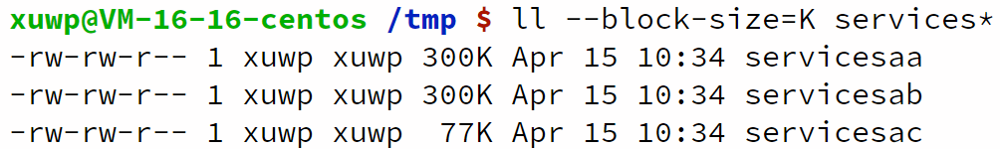 xuwp@VM-16-16-centos /tmp $ ll --block-size=K services*
-rw-rw-r-- 1 xuwp xuwp 300K Apr 15 10:34 servicesaa
-rw-rw-r-- 1 xuwp xuwp 300K Apr 15 10:34 servicesab
-rw-rw-r-- 1 xuwp xuwp  77K Apr 15 10:34 servicesac